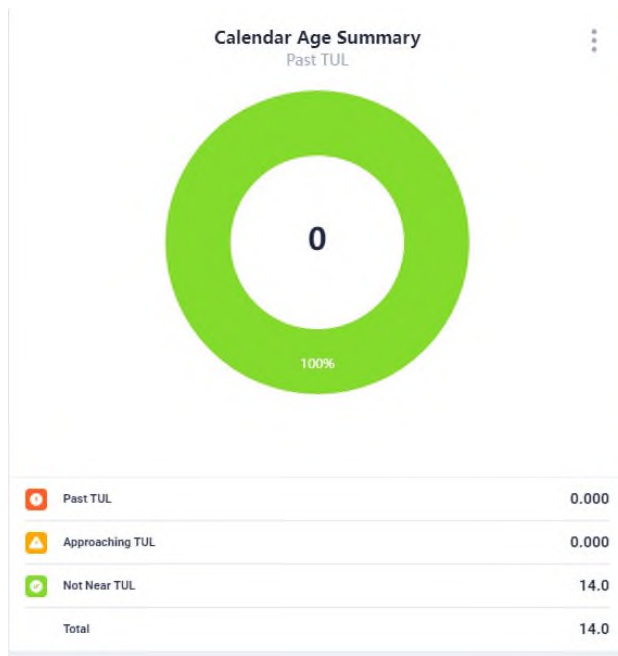 Calendar Age Summary
Past TUL
0
100%
Past TUL 0.000
Approaching TUL 0.000
Not Near TUL 14.0
Total 14.0